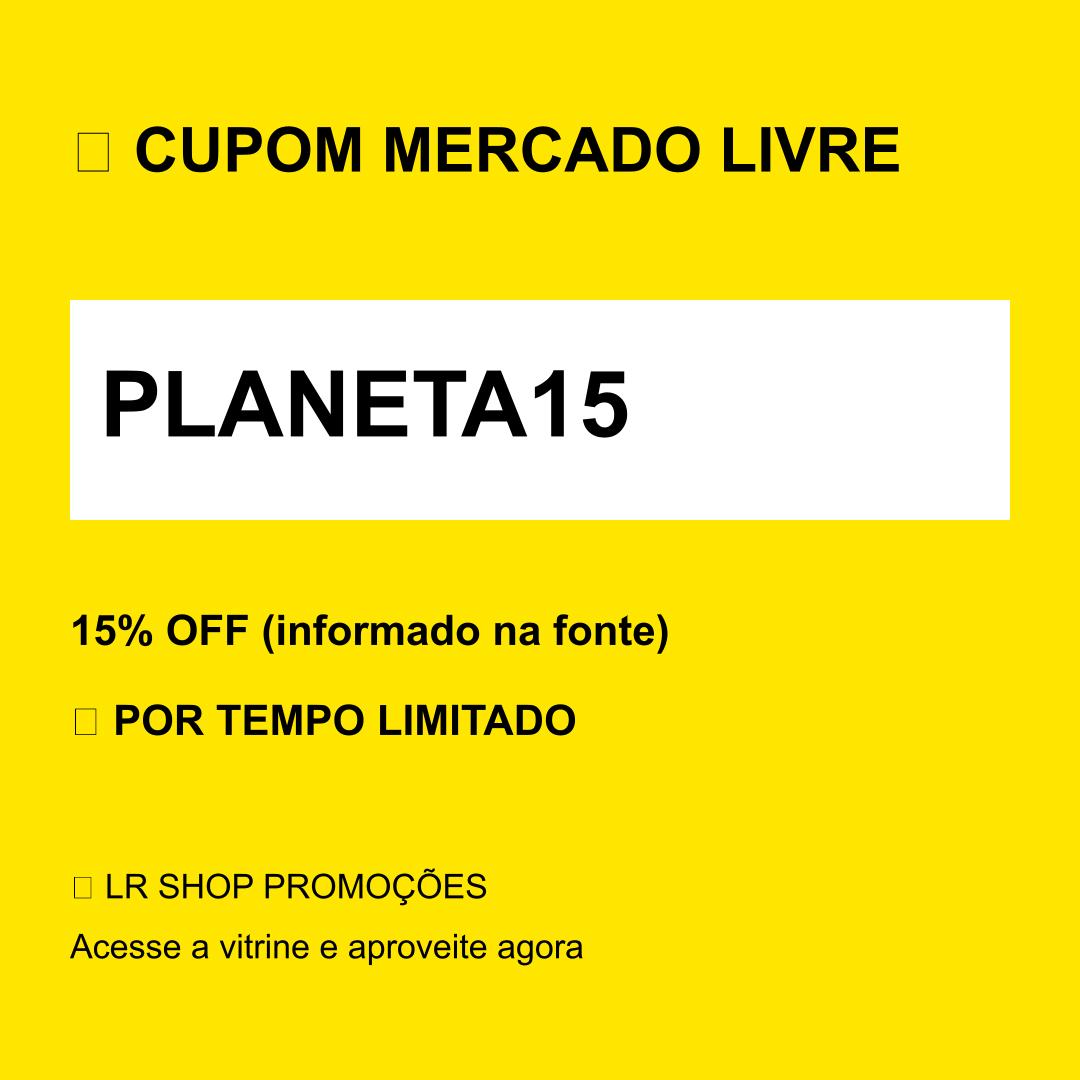 □ CUPOM MERCADO LIVRE
PLANETA15
15% OFF (informado na fonte)
□ POR TEMPO LIMITADO
□ LR SHOP PROMOÇÕES
Acesse a vitrine e aproveite agora